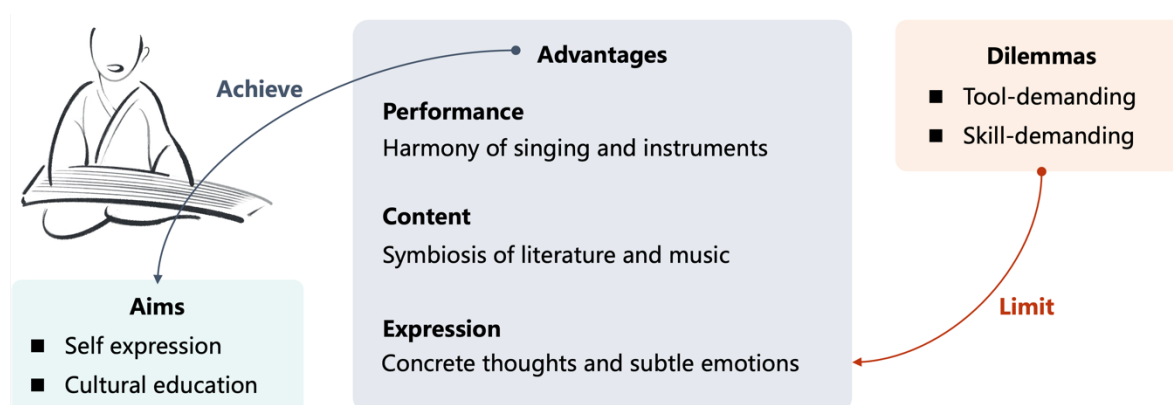 Achieve
Aims
Self expression
Cultural education
Advantages
Performance
Harmony of singing and instruments
Content
Symbiosis of literature and music
Expression
Concrete thoughts and subtle emotions
Dilemmas
Tool-demanding
Skill-demanding
Limit